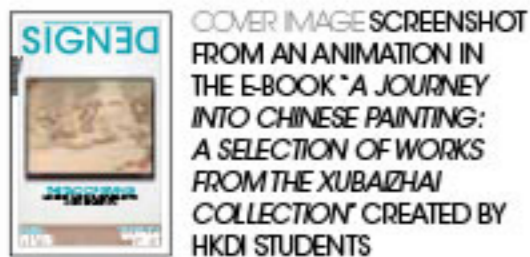 SIGNED
COVER IMAGE SCREENSHOT
FROM AN ANIMATION IN
THE E-BOOK “A JOURNEY
INTO CHINESE PAINTING:
A SELECTION OF WORKS
FROM THE XUBAIZHAI
COLLECTION” CREATED BY
HKDI STUDENTS